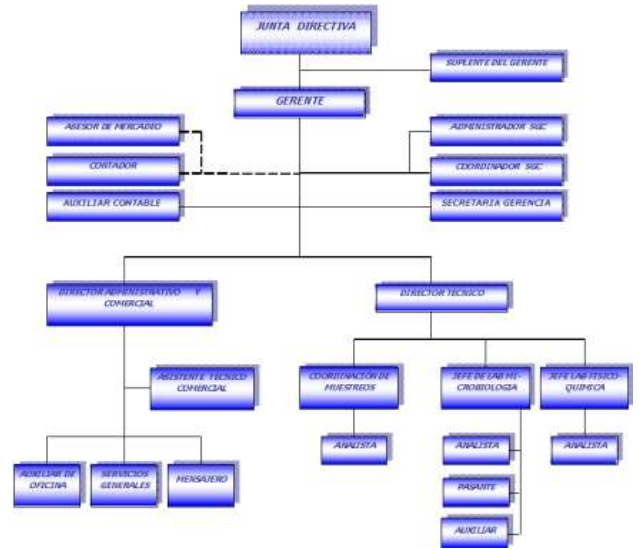 JUNTA DIRECTIVA
SUPLENTE DEL GERENTE
GERENTE
ASESOR DE MERCADEO
ADMINISTRADOR SGC
CONTADOR
COORDINADOR SGC
AUXILIAR CONTABLE
SECRETARIA GERENCIA
DIRECTOR ADMINISTRATIVO Y
COMERCIAL
DIRECTOR TECNICO
ASISTENTE TECNICO
COMERCIAL
COORDINACIÓN DE
MUESTREOS
JEFE DE LAB MI-
CROBIOLOGIA
JEFE LAB FISICO-
QUIMICA
ANALISTA
ANALISTA
ANALISTA
AUXILIAR DE
OFICINA
SERVICIOS
GENERALES
MENSAJERO
PASANTE
AUXILIAR